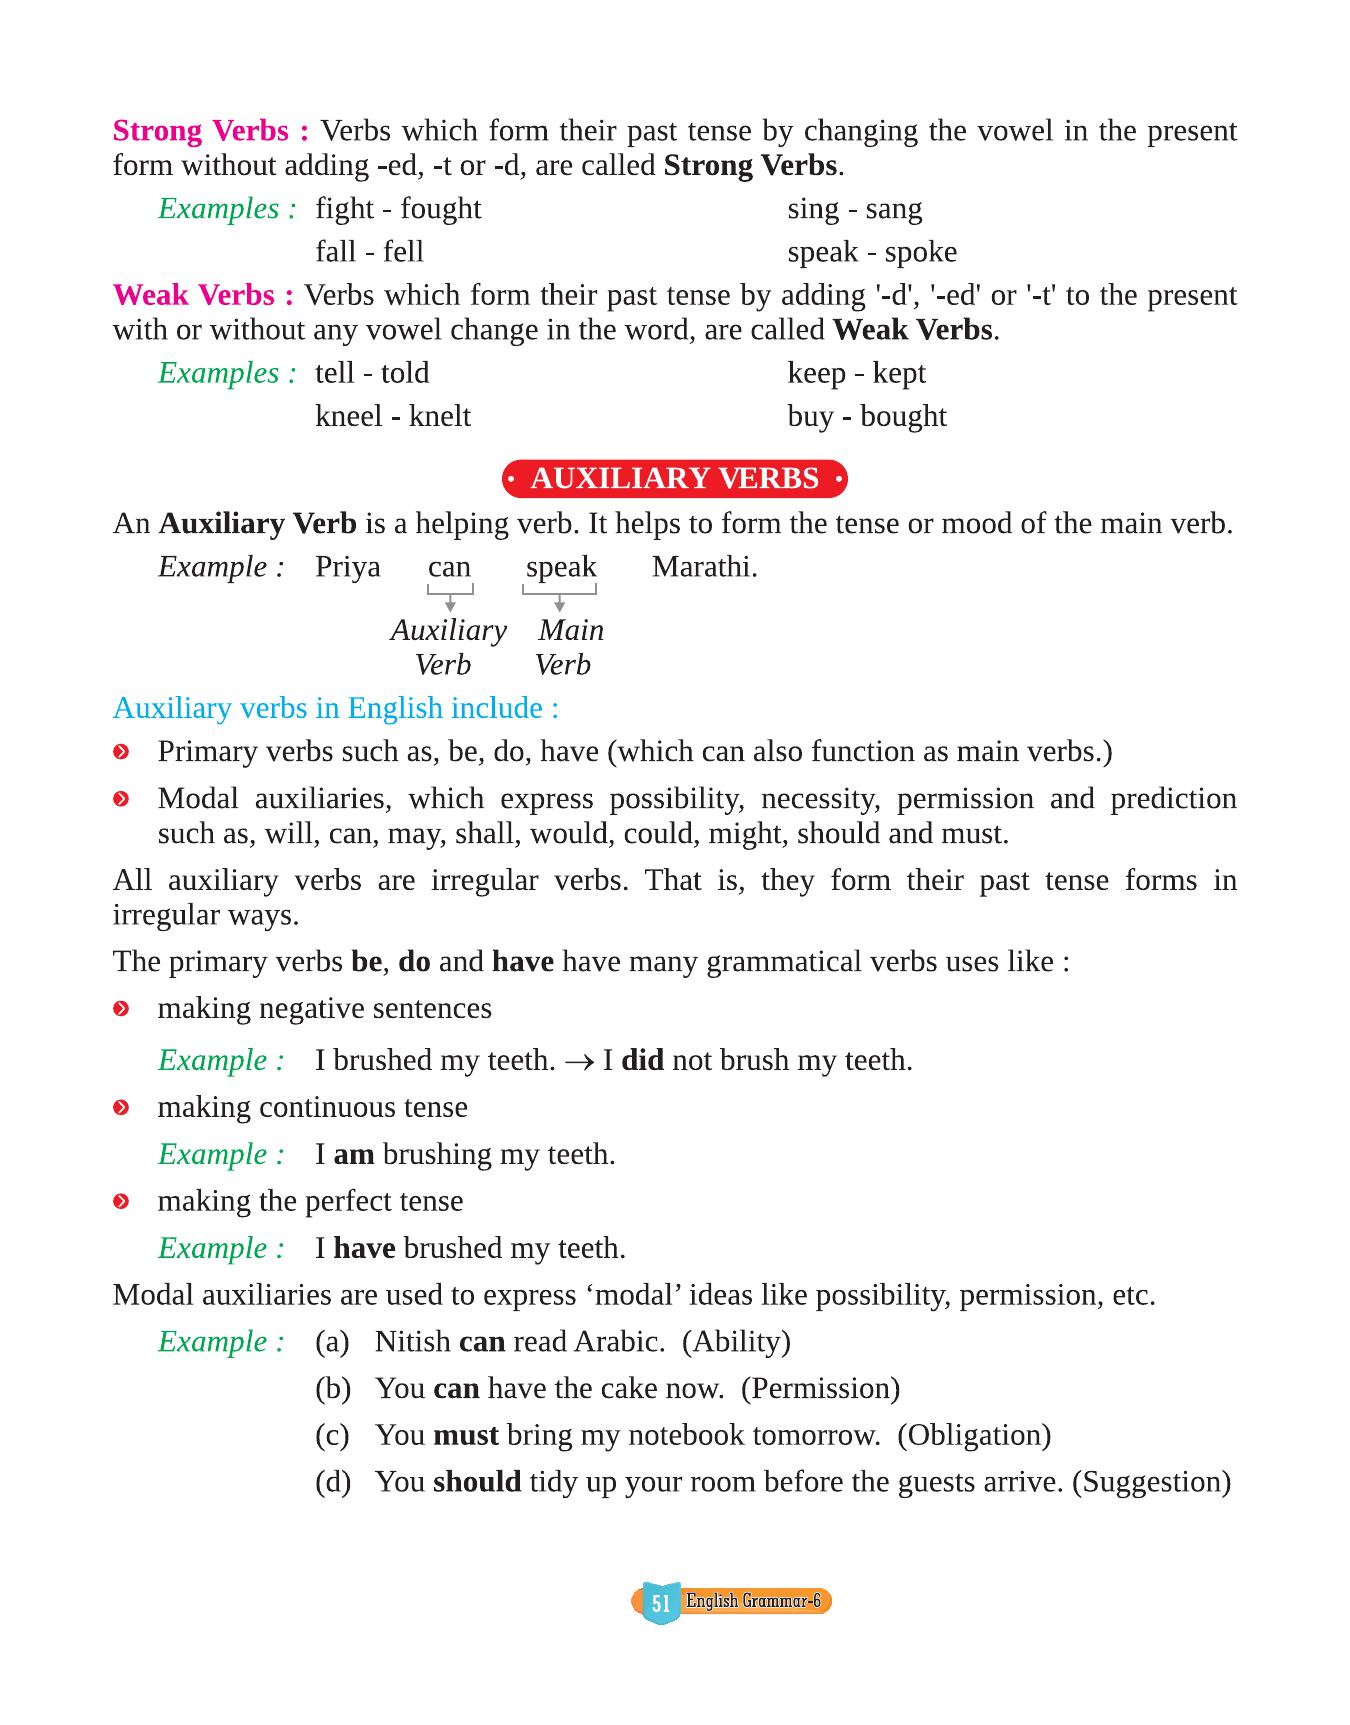 Strong Verbs : Verbs which form their past tense by changing the vowel in the present
form without adding -ed, -t or -d, are called Strong Verbs.
Examples : fight - fought sing - sang
fall - fell speak - spoke
Weak Verbs : Verbs which form their past tense by adding '-d', '-ed' or '-t' to the present
with or without any vowel change in the word, are called Weak Verbs.
Examples : tell - told keep - kept
kneel - knelt buy - bought
• AUXILIARY VERBS •
An Auxiliary Verb is a helping verb. It helps to form the tense or mood of the main verb.
Example : Priya can speak Marathi.
Auxiliary Main
Verb Verb
Auxiliary verbs in English include :
Primary verbs such as, be, do, have (which can also function as main verbs.)
Modal auxiliaries, which express possibility, necessity, permission and prediction
such as, will, can, may, shall, would, could, might, should and must.
All auxiliary verbs are irregular verbs. That is, they form their past tense forms in
irregular ways.
The primary verbs be, do and have have many grammatical verbs uses like :
making negative sentences
Example : I brushed my teeth. → I did not brush my teeth.
making continuous tense
Example : I am brushing my teeth.
making the perfect tense
Example : I have brushed my teeth.
Modal auxiliaries are used to express ‘modal’ ideas like possibility, permission, etc.
Example : (a) Nitish can read Arabic. (Ability)
(b) You can have the cake now. (Permission)
(c) You must bring my notebook tomorrow. (Obligation)
(d) You should tidy up your room before the guests arrive. (Suggestion)
51 English Grammar-6